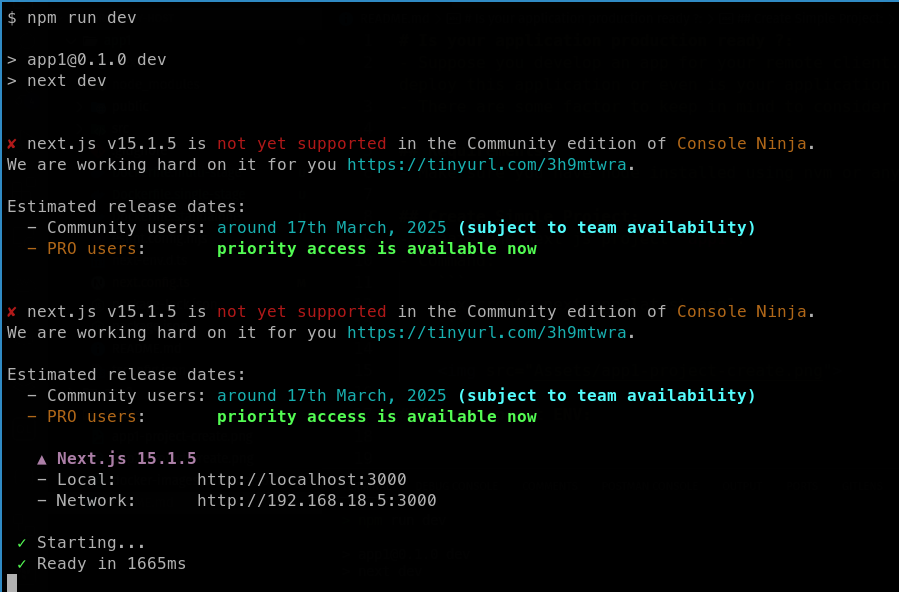 $ npm run dev
> app1@0.1.0 dev
> next dev
✘ next.js v15.1.5 is not yet supported in the Community edition of Console Ninja.
We are working hard on it for you https://tinyurl.com/3h9mtwra.
Estimated release dates:
  - Community users: around 17th March, 2025 (subject to team availability)
  - PRO users:       priority access is available now
✘ next.js v15.1.5 is not yet supported in the Community edition of Console Ninja.
We are working hard on it for you https://tinyurl.com/3h9mtwra.
Estimated release dates:
  - Community users: around 17th March, 2025 (subject to team availability)
  - PRO users:       priority access is available now
   ▲ Next.js 15.1.5
   - Local:        http://localhost:3000
   - Network:      http://192.168.18.5:3000
 ✓ Starting...
 ✓ Ready in 1665ms